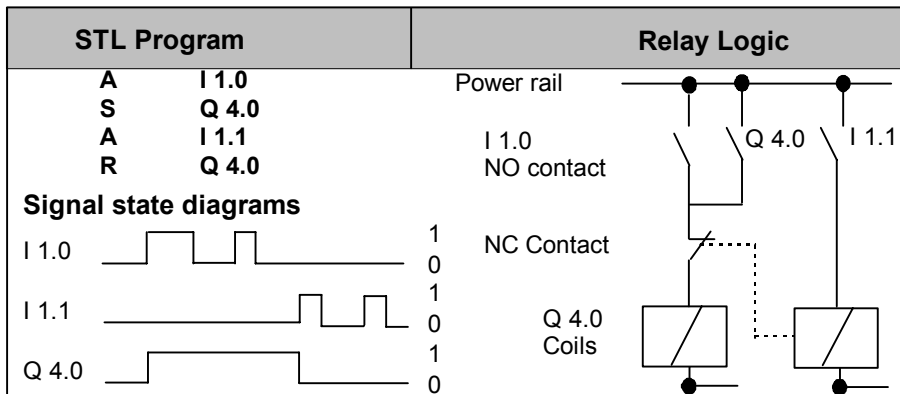 STL Program
Relay Logic
A I 1.0
S Q 4.0
A I 1.1
R Q 4.0
Signal state diagrams
I 1.0
1
0
I 1.1
1
0
Q 4.0
1
0
Power rail
I 1.0
NO contact
Q 4.0
I 1.1
NC Contact
Q 4.0
Coils